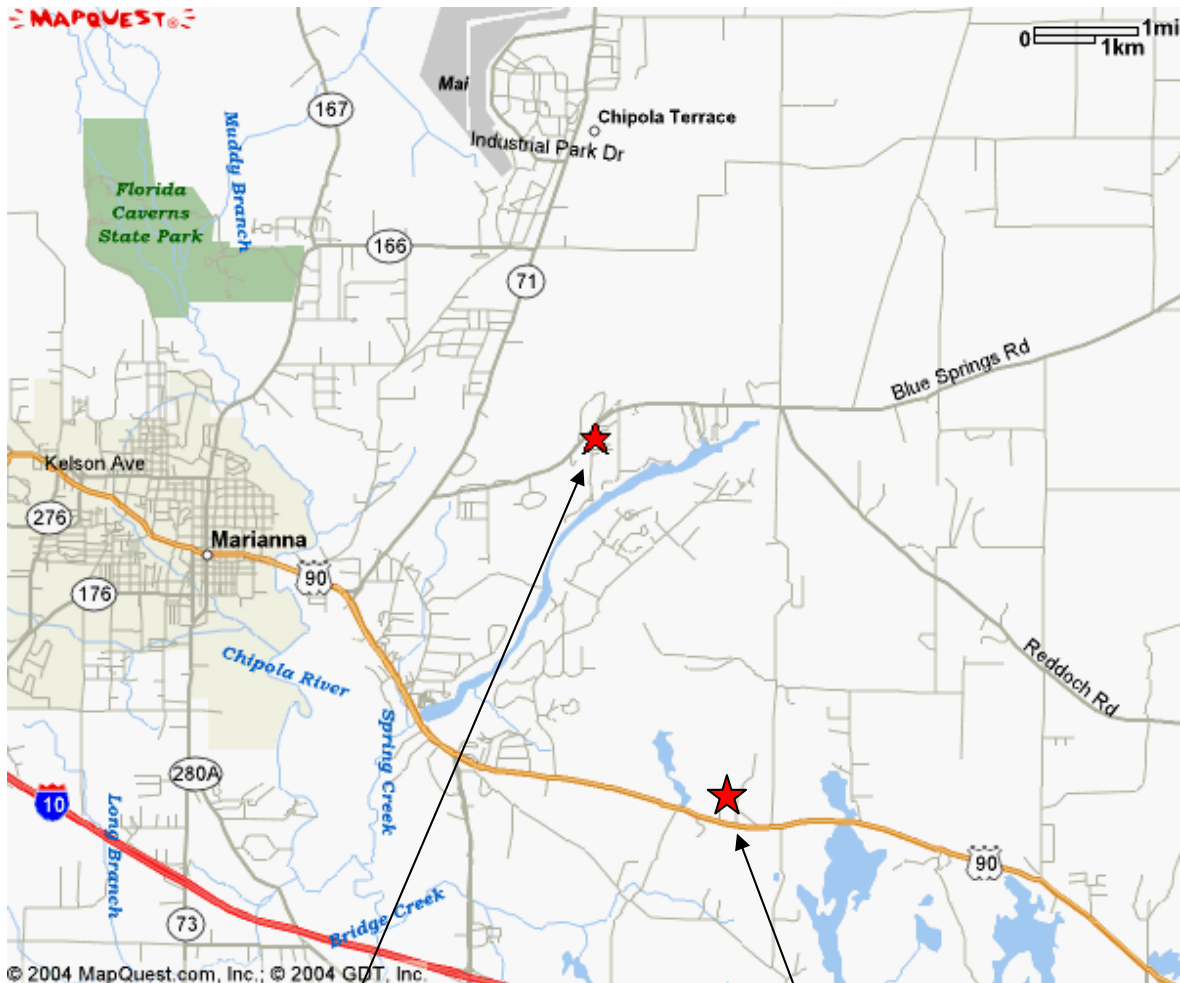 MAPQUEST®
0 1mi
1km
167
Mai
Chipola Terrace
Industrial Park Dr
Muddy Branch
Florida
Caverns
State Park
166
71
Blue Springs Rd
Kelson Ave
276
Marianna
90
176
Chipola River
Reddoch Rd
Spring Creek
280A
10
Long Branch
90
73
Bridge Creek
© 2004 MapQuest.com, Inc.; © 2004 GDT, Inc.